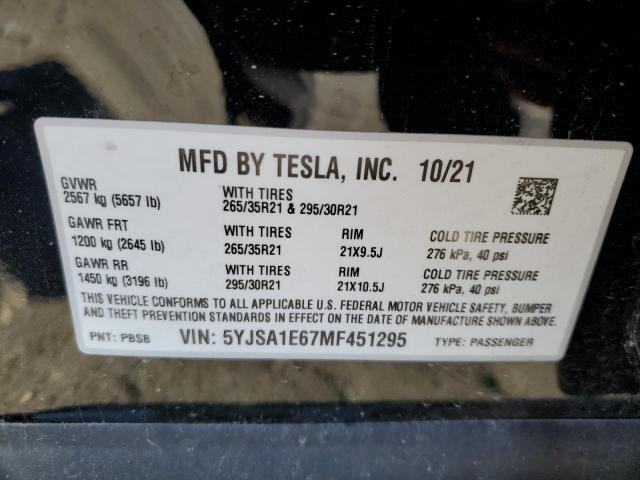 MFD BY TESLA, INC. 10/21
GVWR
2567 kg (5657 lb)
WITH TIRES
265/35R21 & 295/30R21
GAWR FRT
1200 kg (2645 lb)
WITH TIRES
265/35R21
RIM
21X9.5J
COLD TIRE PRESSURE
276 kPa, 40 psi
GAWR RR
1450 kg (3196 lb)
WITH TIRES
295/30R21
RIM
21X10.5J
COLD TIRE PRESSURE
276 kPa, 40 psi
THIS VEHICLE CONFORMS TO ALL APPLICABLE U.S. FEDERAL MOTOR VEHICLE SAFETY, BUMPER
AND THEFT PREVENTION STANDARDS IN EFFECT ON THE DATE OF MANUFACTURE SHOWN ABOVE.
PNT: PBSB VIN: 5YJSA1E67MF451295 TYPE: PASSENGER